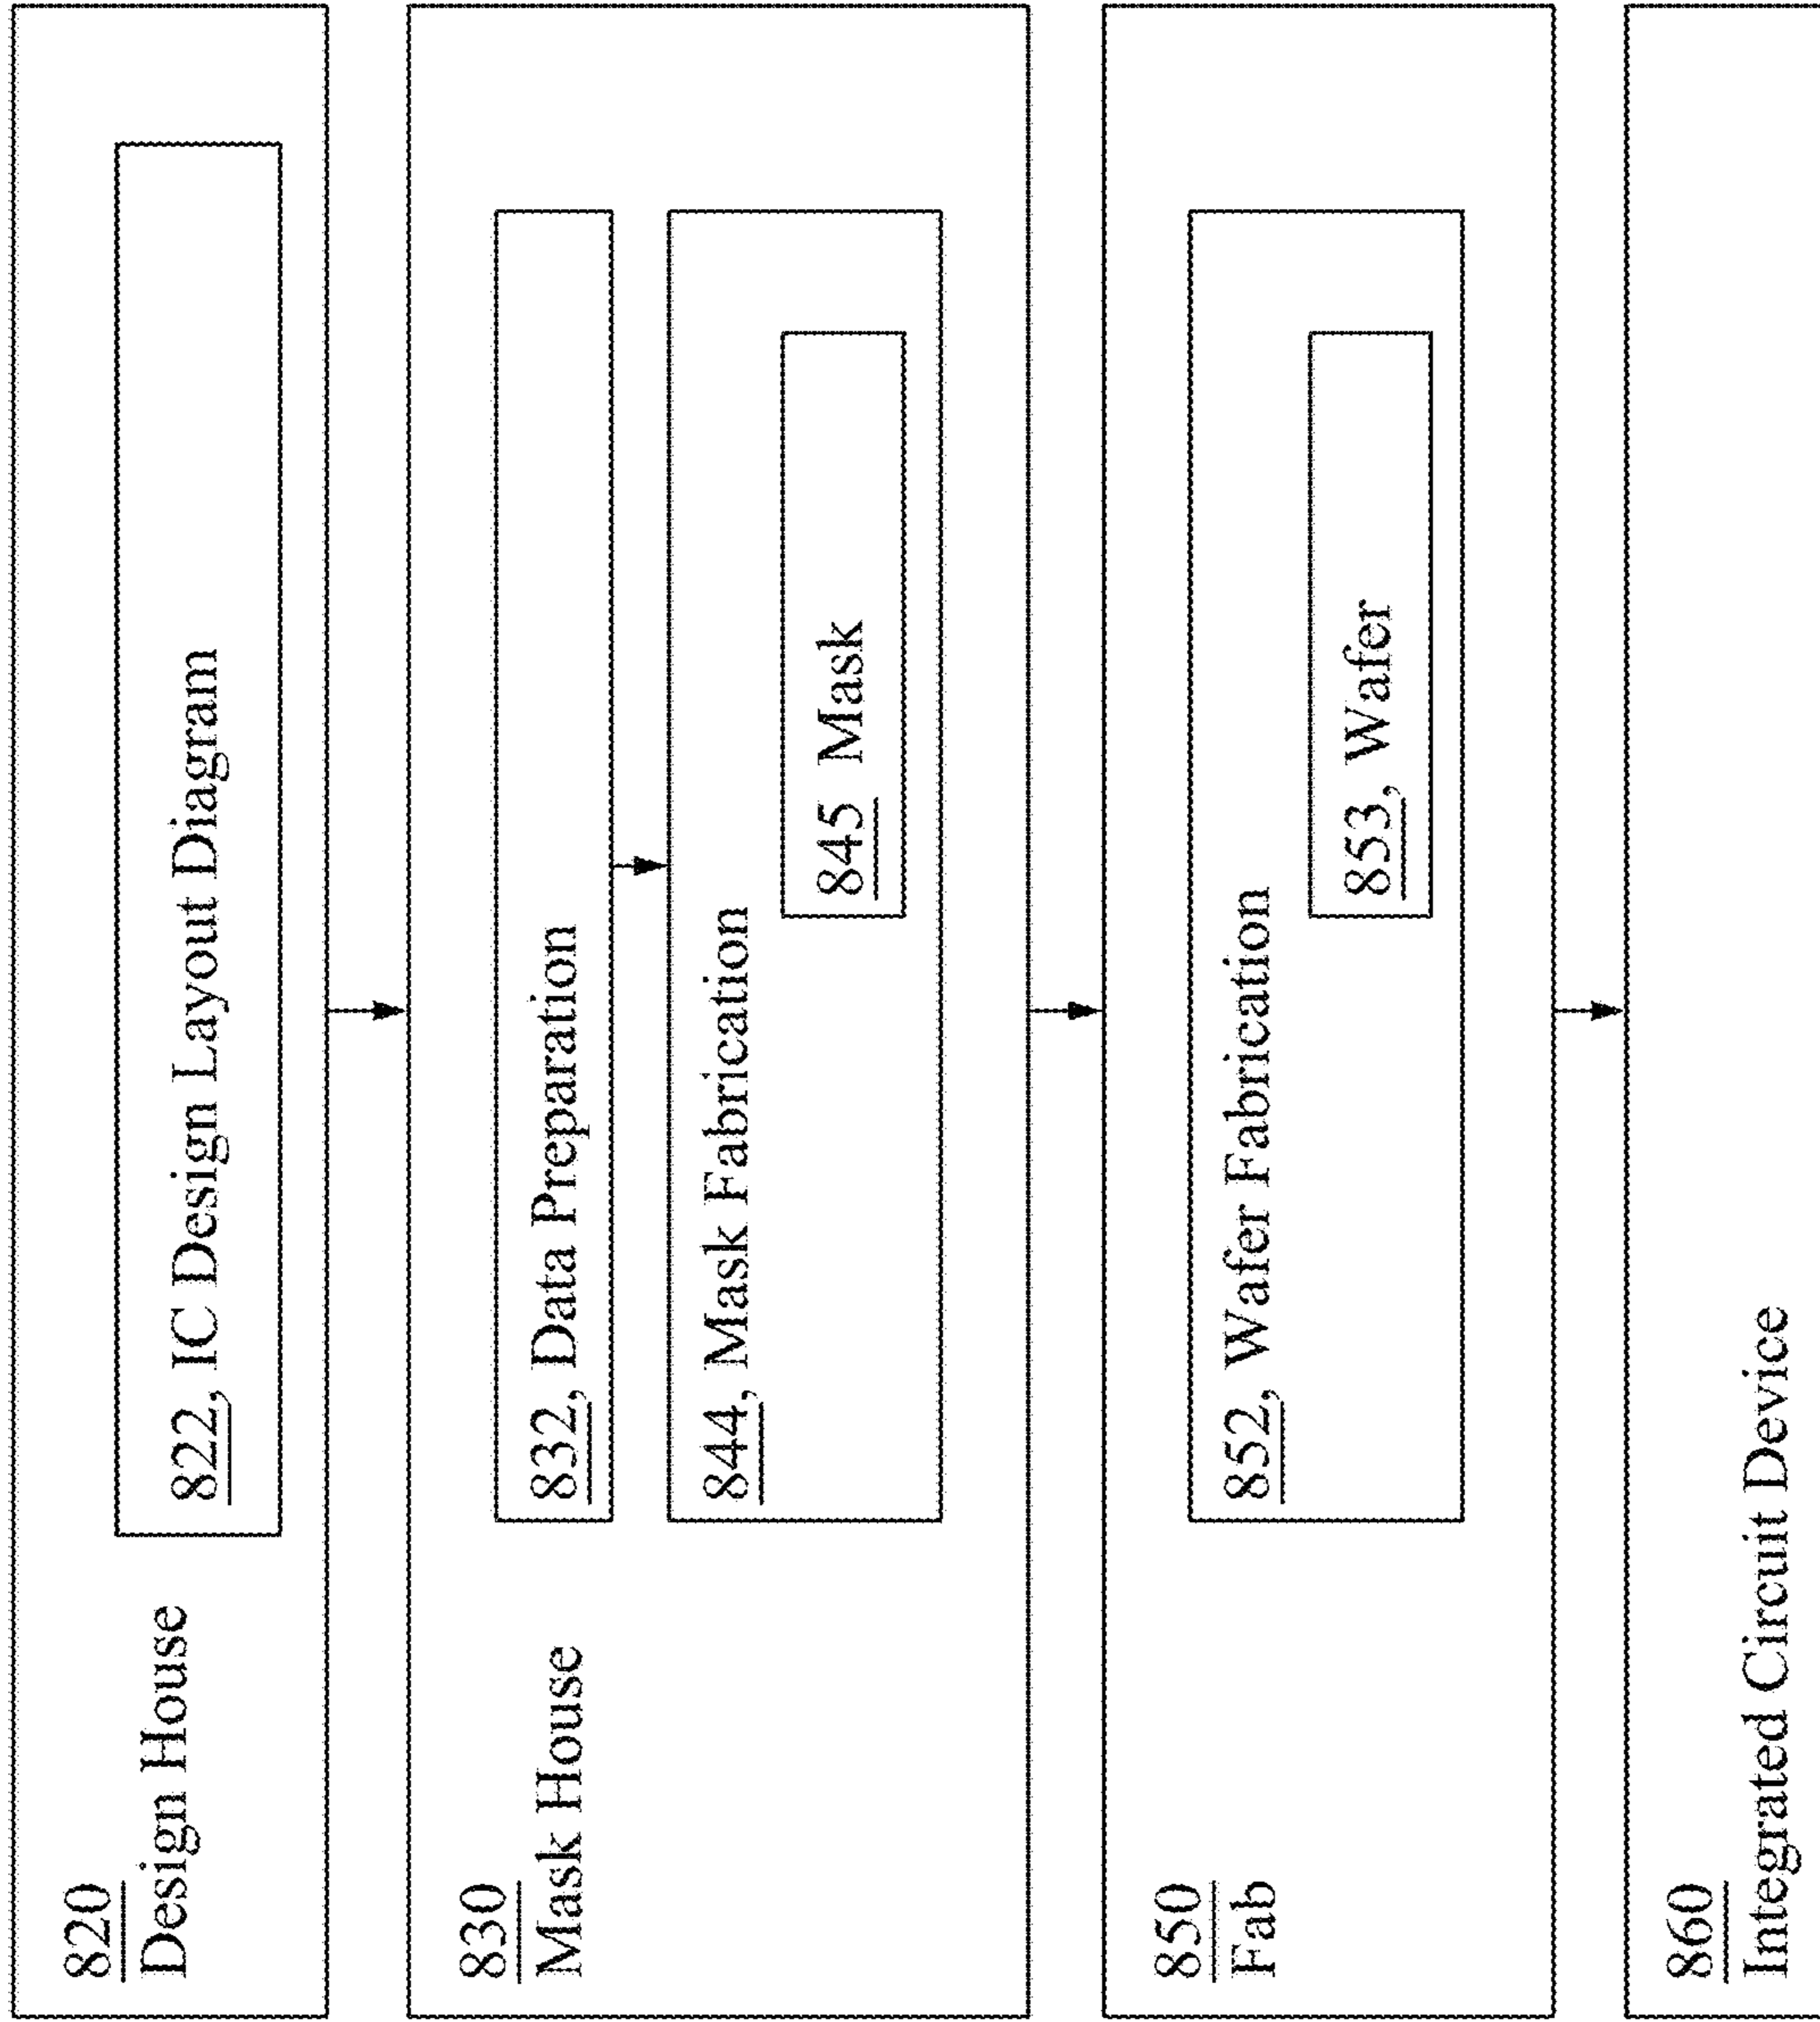 820
Design House
822, IC Design Layout Diagram
830
Mask House
832, Data Preparation
844, Mask Fabrication
845 Mask
850
Fab
852, Wafer Fabrication
853, Wafer
860
Integrated Circuit Device